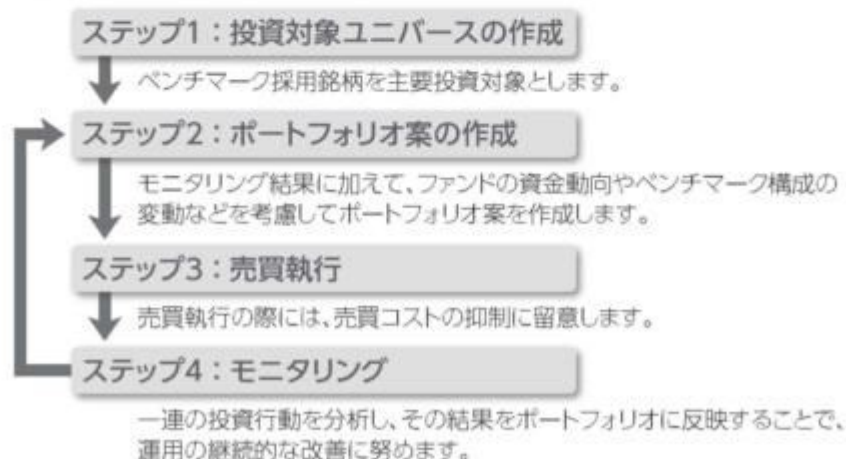 ステップ1：投資対象ユニバースの作成
ベンチマーク採用銘柄を主要投資対象とします。
ステップ2：ポートフォリオ案の作成
モニタリング結果に加えて、ファンドの資金動向やベンチマーク構成の
変動などを考慮してポートフォリオ案を作成します。
ステップ3：売買執行
売買執行の際には、売買コストの抑制に留意します。
ステップ4：モニタリング
一連の投資行動を分析し、その結果をポートフォリオに反映することで、
運用の継続的な改善に努めます。